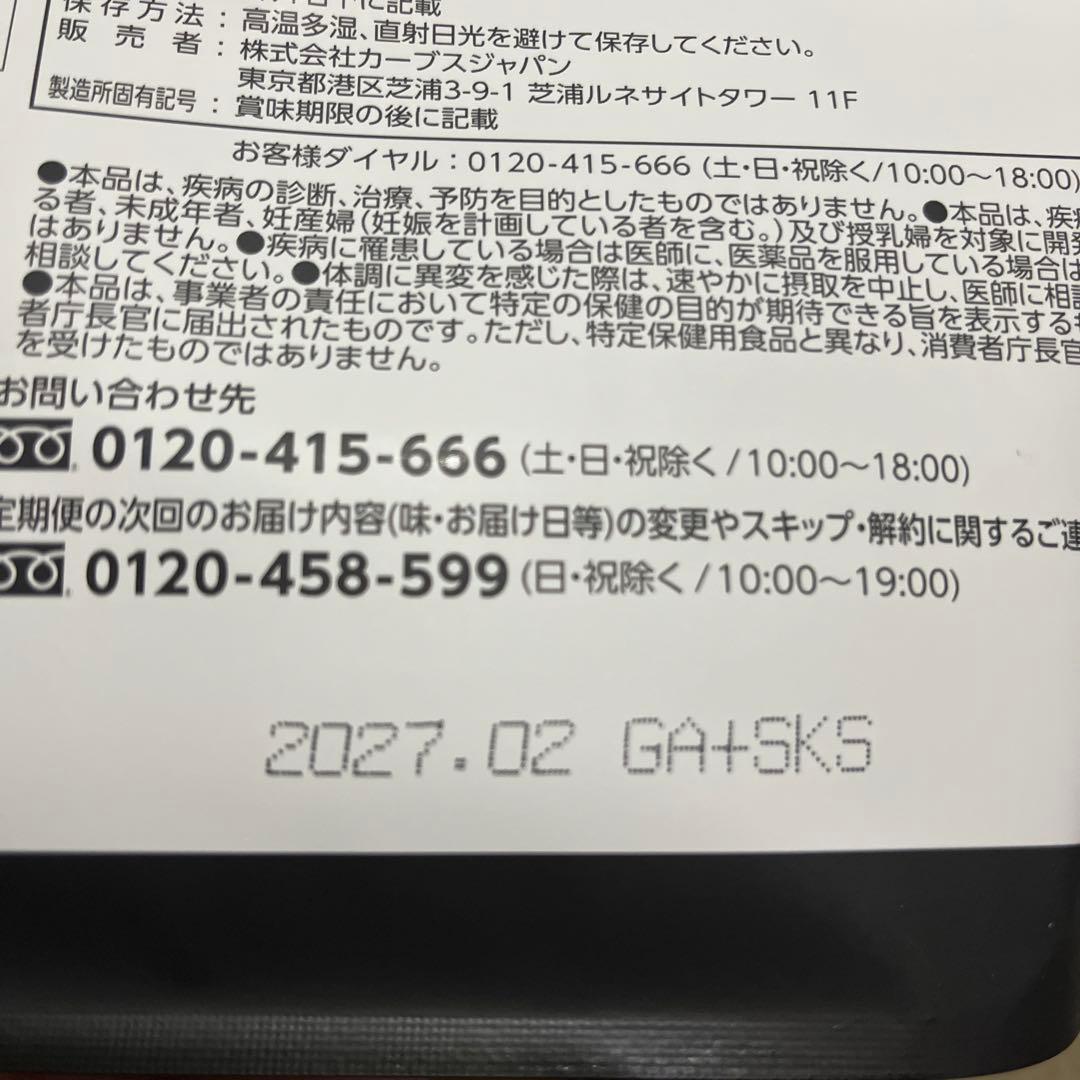 に記載
保存方法：高温多湿、直射日光を避けて保存してください。
販売者：株式会社カーブスジャパン
東京都港区芝浦3-9-1 芝浦ルネサイトタワー 11F
製造所固有記号：賞味期限の後に記載
お客様ダイヤル：0120-415-666 (土・日・祝除く/10:00～18:00)
●本品は、疾病の診断、治療、予防を目的としたものではありません。●本品は、疾
る者、未成年者、妊産婦(妊娠を計画している者を含む。)及び授乳婦を対象に開発
はありません。●疾病に罹患している場合は医師に、医薬品を服用している場合は
相談してください。●体調に異変を感じた際は、速やかに摂取を中止し、医師に相談
●本品は、事業者の責任において特定の保健の目的が期待できる旨を表示する
者庁長官に届出されたものです。ただし、特定保健用食品と異なり、消費者庁長官
を受けたものではありません。
お問い合わせ先
0120-415-666 (土・日・祝除く/10:00～18:00)
定期便の次回のお届け内容(味・お届け日等)の変更やスキップ・解約に関するご連
0120-458-599 (日・祝除く/10:00～19:00)
2027.02 GA+SKS